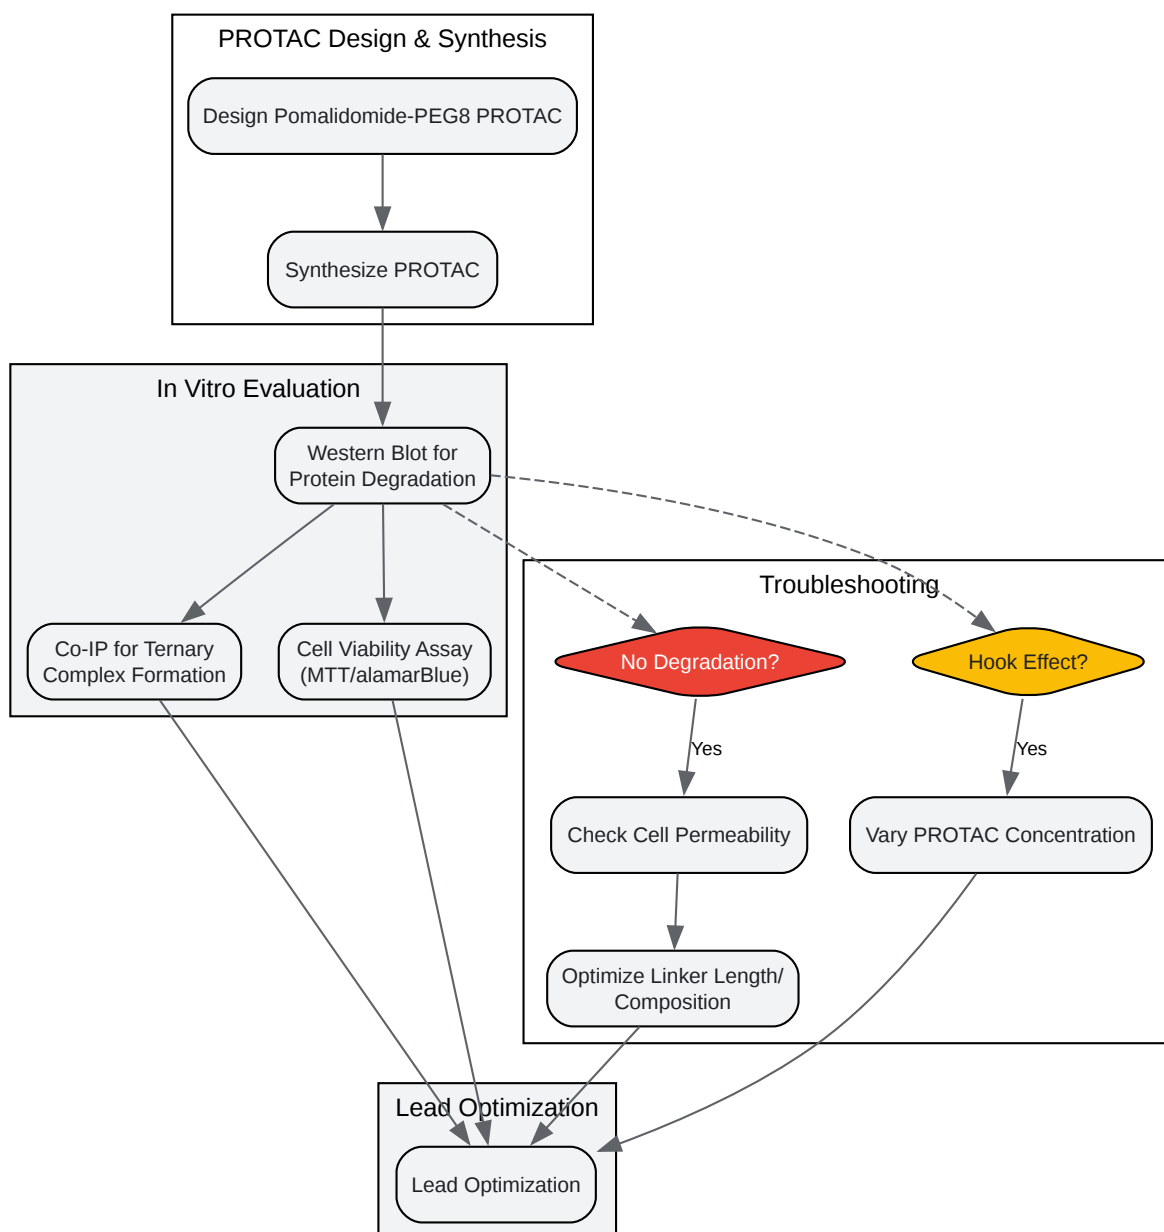 PROTAC Design & Synthesis
Design Pomalidomide-PEG8 PROTAC
Synthesize PROTAC
In Vitro Evaluation
Western Blot for
Protein Degradation
Co-IP for Ternary
Complex Formation
Cell Viability Assay
(MTT/alamarBlue)
Troubleshooting
No Degradation?
Hook Effect?
Yes
Yes
Check Cell Permeability
Vary PROTAC Concentration
Optimize Linker Length/
Composition
Lead Optimization
Lead Optimization